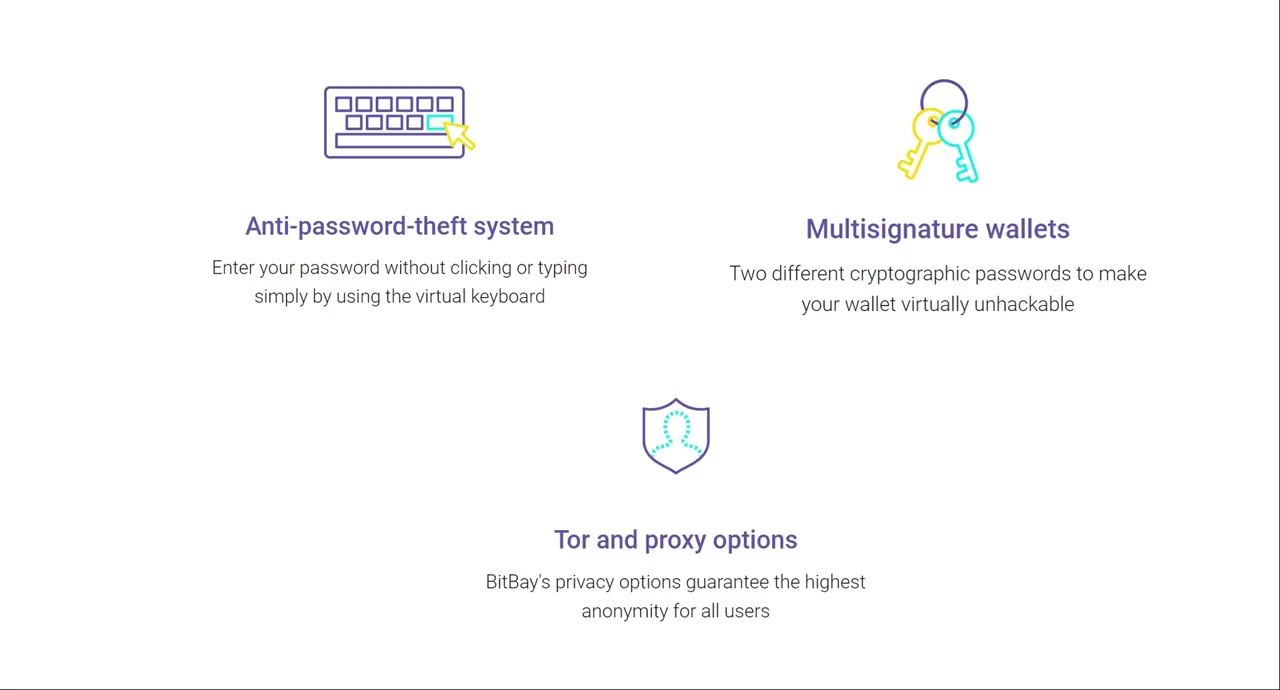 Anti-password-theft system
Enter your password without clicking or typing
simply by using the virtual keyboard
Multisignature wallets
Two different cryptographic passwords to make
your wallet virtually unhackable
Tor and proxy options
BitBay's privacy options guarantee the highest
anonymity for all users